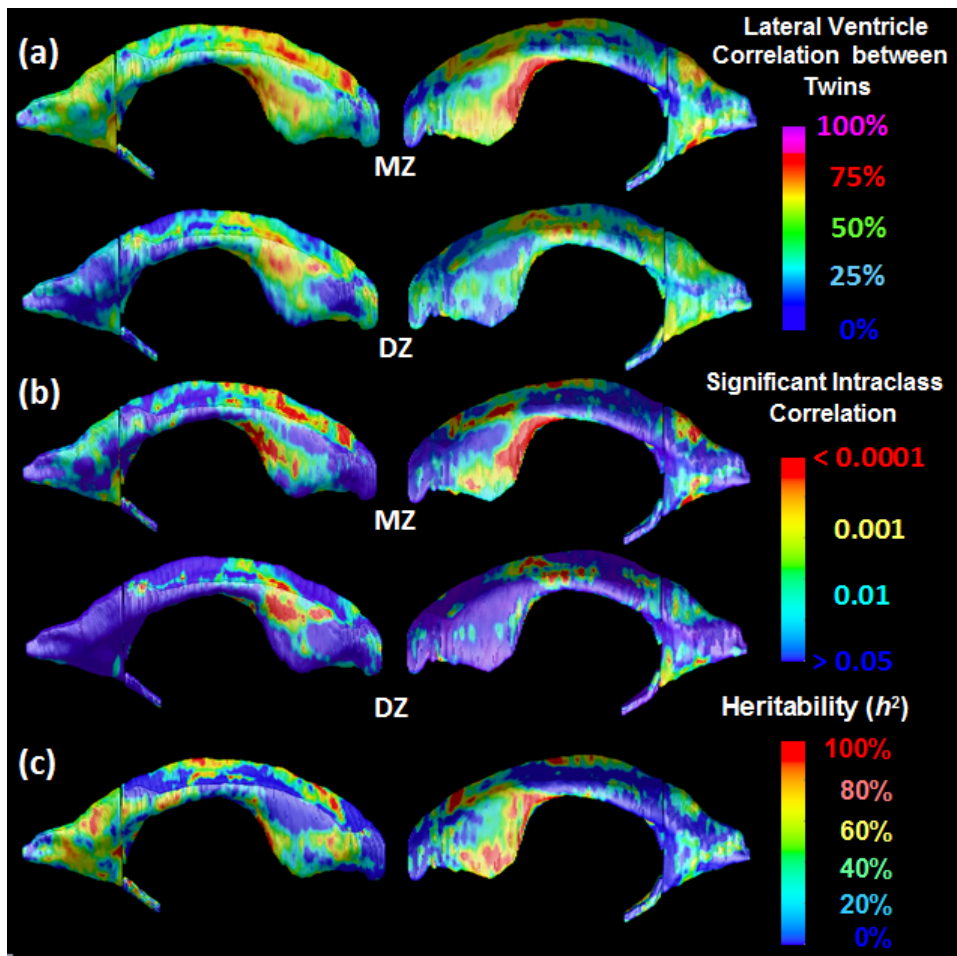 (a)
Lateral Ventricle
Correlation between
Twins
100%
75%
50%
25%
0%
MZ
DZ
(b)
Significant Intraclass
Correlation
< 0.0001
0.001
0.01
> 0.05
MZ
DZ
(c)
Heritability (h²)
100%
80%
60%
40%
20%
0%